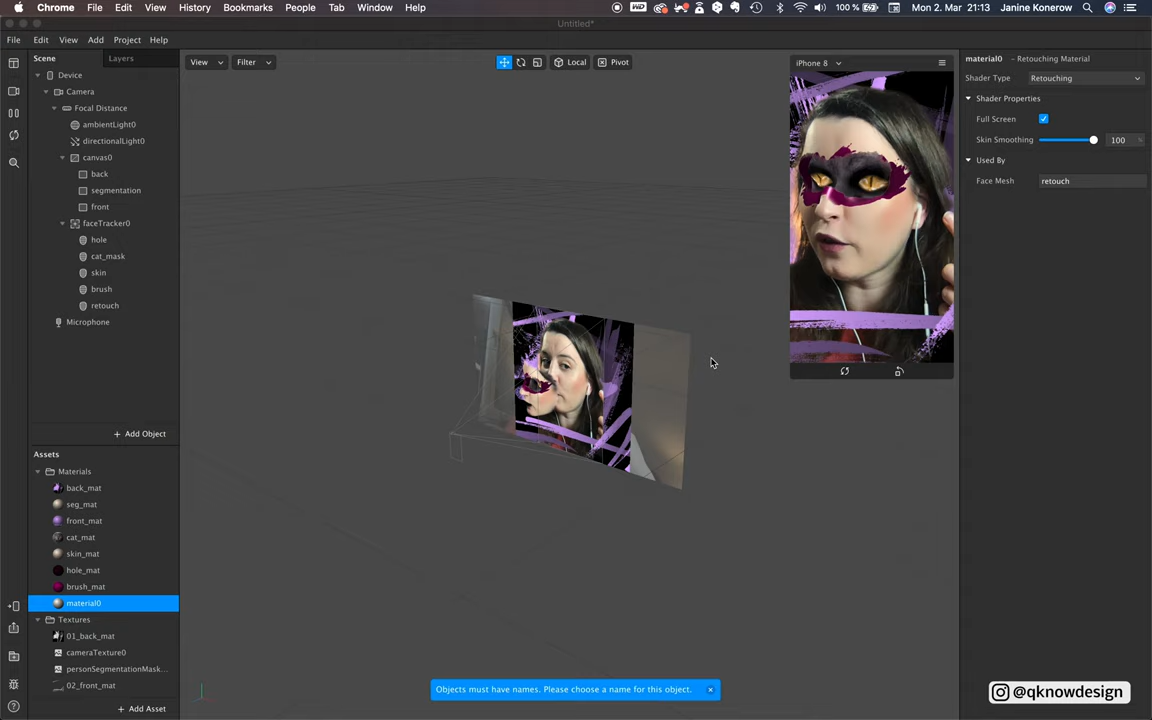 Chrome File Edit View History Bookmarks People Tab Window Help
100 % Mon 2. Mar 21:13 Janine Konerow
Untitled*
File Edit View Add Project Help
Scene Layers
Device
Camera
Focal Distance
ambientLight0
directionalLight0
canvas0
back
segmentation
front
faceTracker0
hole
cat_mask
skin
brush
retouch
Microphone
+ Add Object
Assets
Materials
back_mat
seg_mat
front_mat
cat_mat
skin_mat
hole_mat
brush_mat
material0
Textures
01_back_mat
cameraTexture0
personSegmentationMask...
02_front_mat
+ Add Asset
View Filter
Local Pivot
iPhone 8
Objects must have names. Please choose a name for this object.
material0 – Retouching Material
Shader Type Retouching
Shader Properties
Full Screen
Skin Smoothing 100 %
Used By
Face Mesh retouch
@qknowdesign